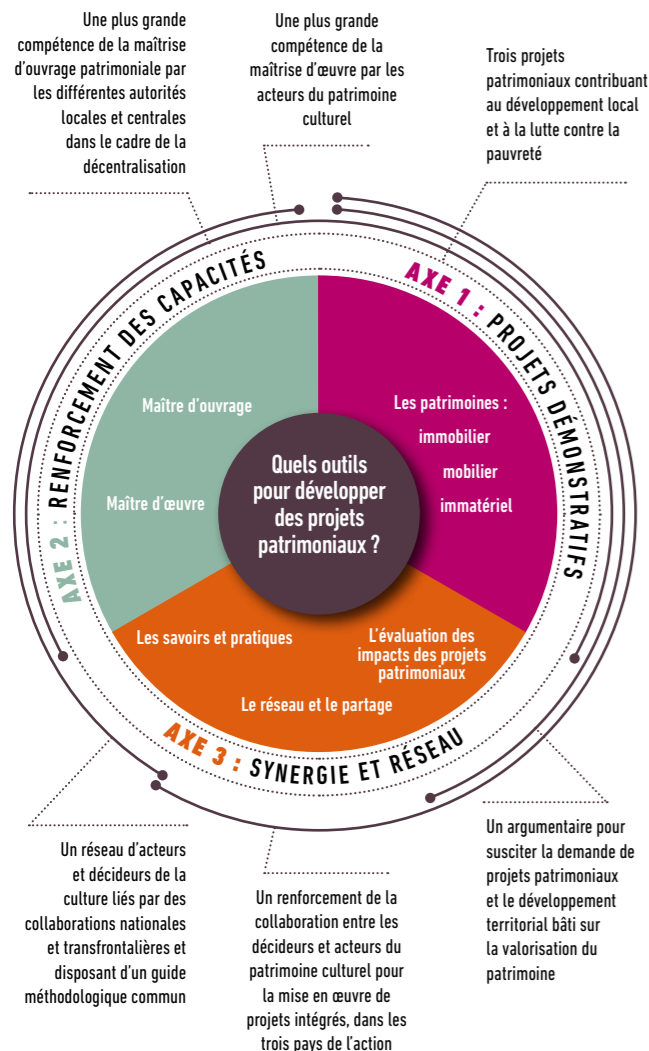 Une plus grande
compétence de la maîtrise
d'ouvrage patrimoniale par
les différentes autorités
locales et centrales
dans le cadre de la
décentralisation
Une plus grande
compétence de la
maîtrise d'œuvre par les
acteurs du patrimoine
culturel
Trois projets
patrimoniaux contribuant
au développement local
et à la lutte contre la
pauvreté
AXE 1 : PROJETS DÉMONSTRATIFS
Les patrimoines :
immobilier
mobilier
immatériel
AXE 2 : RENFORCEMENT DES CAPACITÉS
Maître d'ouvrage
Maître d'œuvre
Quels outils
pour développer
des projets
patrimoniaux ?
Les savoirs et pratiques
L'évaluation des
impacts des projets
patrimoniaux
Le réseau et le partage
AXE 3 : SYNERGIE ET RÉSEAU
Un réseau d'acteurs
et décideurs de la
culture liés par des
collaborations nationales
et transfrontalières et
disposant d'un guide
méthodologique commun
Un renforcement de la
collaboration entre les
décideurs et acteurs du
patrimoine culturel pour
la mise en œuvre de
projets intégrés, dans les
trois pays de l'action
Un argumentaire pour
susciter la demande de
projets patrimoniaux
et le développement
territorial bâti sur
la valorisation du
patrimoine